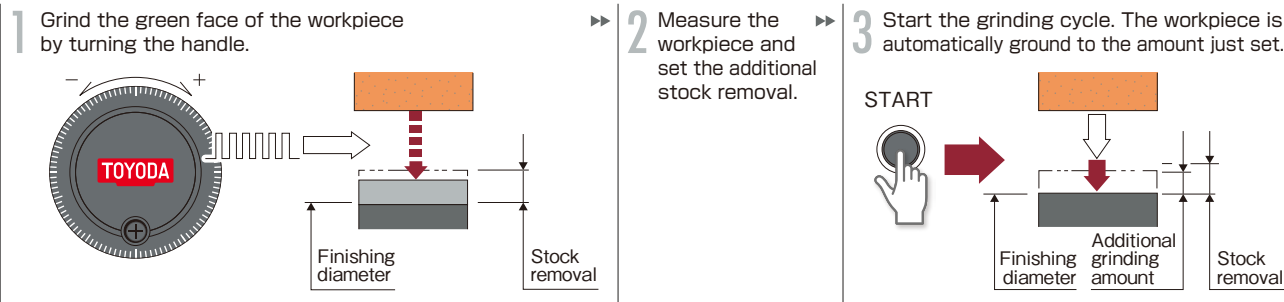 1 Grind the green face of the workpiece
by turning the handle.
− +
TOYODA
Finishing
diameter
Stock
removal
2 Measure the
workpiece and
set the additional
stock removal.
3 Start the grinding cycle. The workpiece is
automatically ground to the amount just set.
START
Finishing
diameter
Additional
grinding
amount
Stock
removal